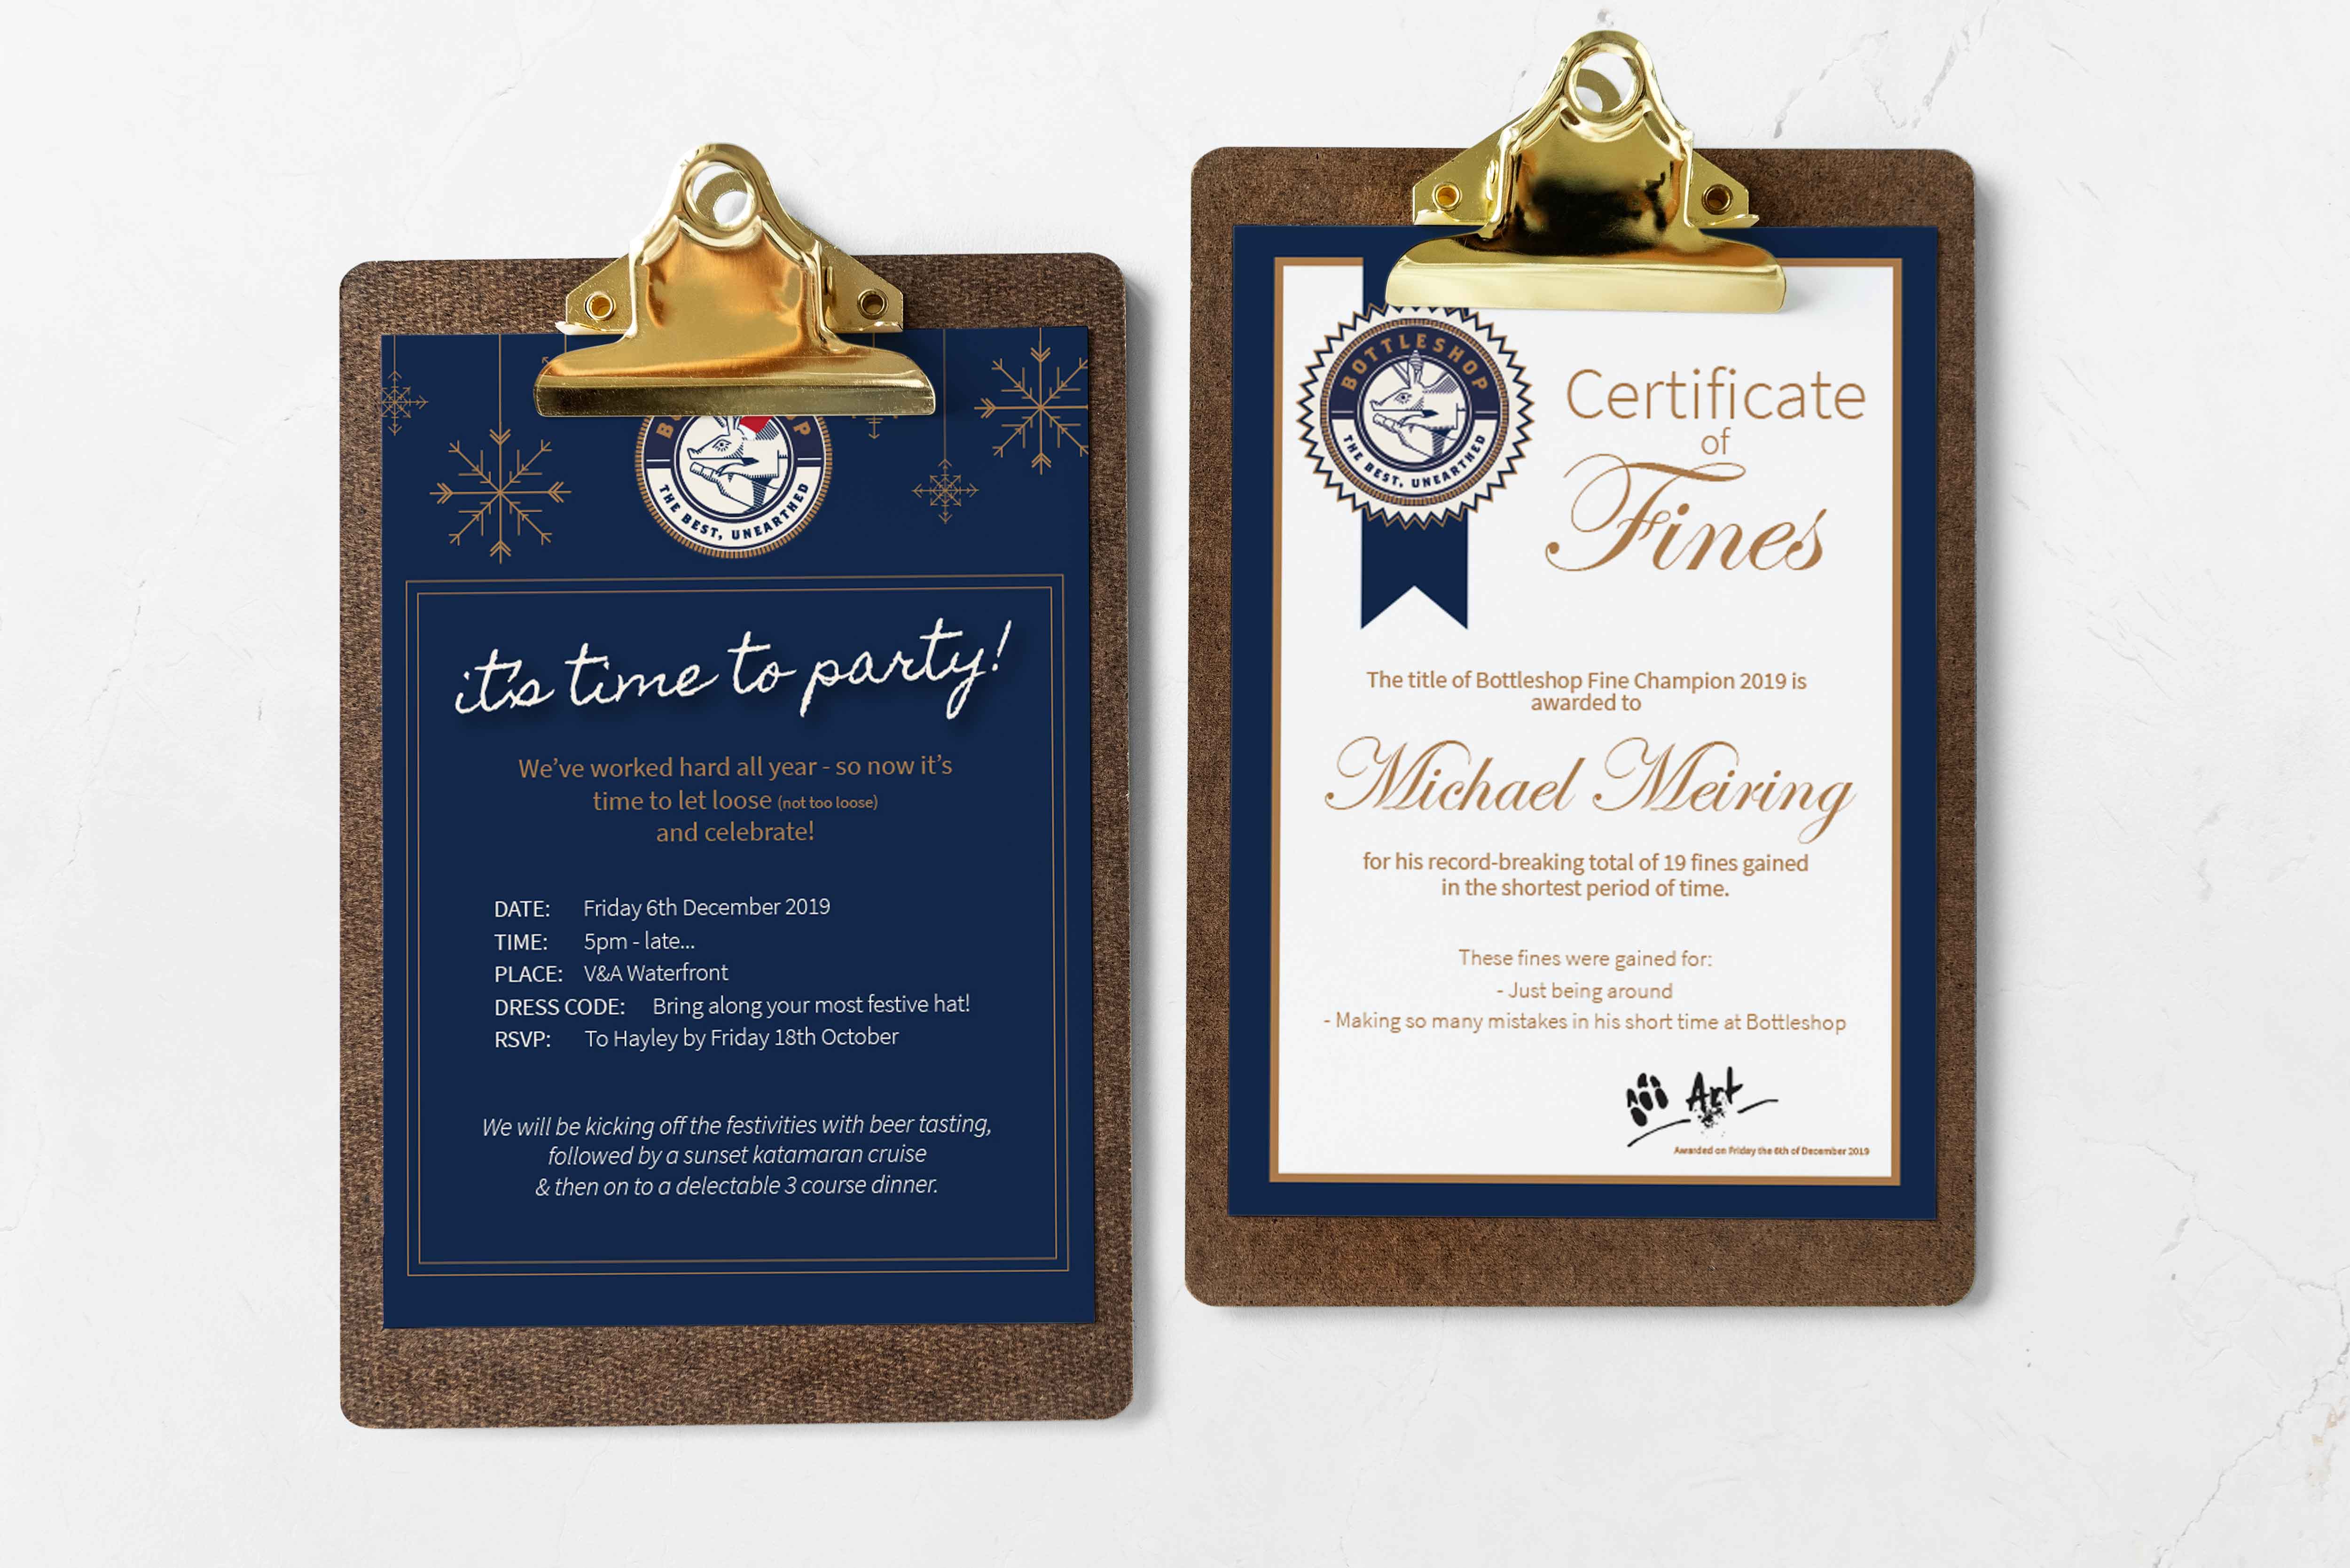 THE BEST, UNEARTHED
it's time to party!
We've worked hard all year - so now it's
time to let loose (not too loose)
and celebrate!
DATE: Friday 6th December 2019
TIME: 5pm - late...
PLACE: V&A Waterfront
DRESS CODE: Bring along your most festive hat!
RSVP: To Hayley by Friday 18th October
We will be kicking off the festivities with beer tasting,
followed by a sunset katamaran cruise
& then on to a delectable 3 course dinner.
BOTTLESHOP
THE BEST, UNEARTHED
Certificate
of
Fines
The title of Bottleshop Fine Champion 2019 is
awarded to
Michael Meiring
for his record-breaking total of 19 fines gained
in the shortest period of time.
These fines were gained for:
- Just being around
- Making so many mistakes in his short time at Bottleshop
Art
Awarded on Friday the 6th of December 2019